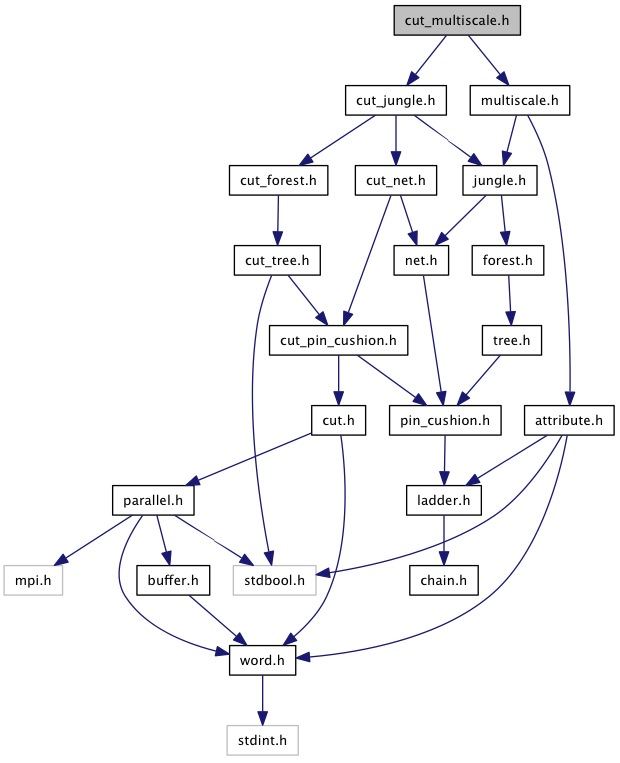 cut_multiscale.h
cut_jungle.h
multiscale.h
cut_forest.h
cut_net.h
jungle.h
cut_tree.h
net.h
forest.h
cut_pin_cushion.h
tree.h
cut.h
pin_cushion.h
attribute.h
parallel.h
ladder.h
mpi.h
buffer.h
stdbool.h
chain.h
word.h
stdint.h